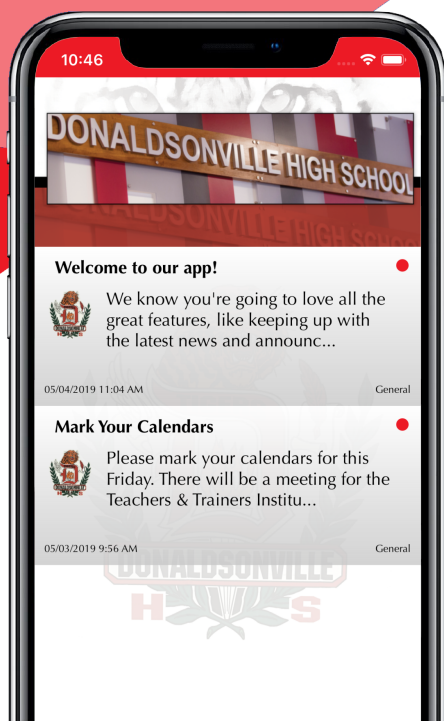 10:46
DONALDSONVILLE HIGH SCHOOL
Welcome to our app!
We know you're going to love all the
great features, like keeping up with
the latest news and announc...
05/04/2019 11:04 AM
General
Mark Your Calendars
Please mark your calendars for this
Friday. There will be a meeting for the
Teachers & Trainers Institu...
05/03/2019 9:56 AM
General
DONALDSONVILLE
H S